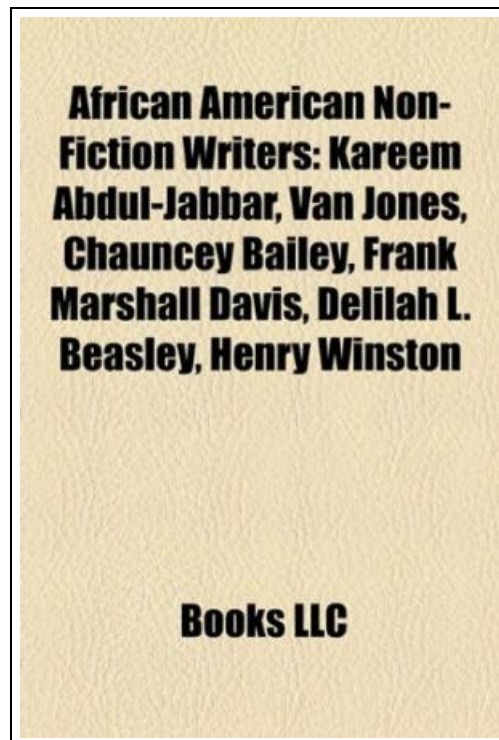 African American Non-
Fiction Writers: Kareem
Abdul-Jabbar, Van Jones,
Chauncey Bailey, Frank
Marshall Davis, Delilah L.
Beasley, Henry Winston
Books LLC